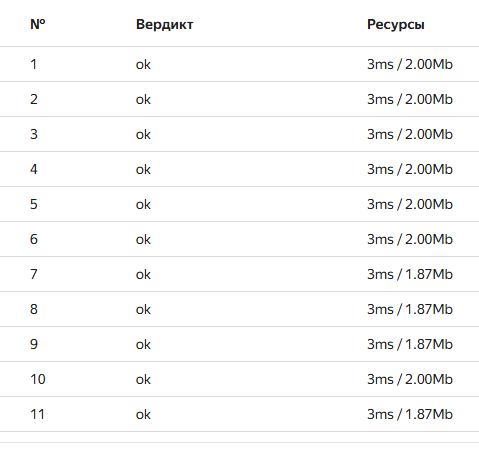 № Вердикт Ресурсы
1 ok 3ms / 2.00Mb
2 ok 3ms / 2.00Mb
3 ok 3ms / 2.00Mb
4 ok 3ms / 2.00Mb
5 ok 3ms / 2.00Mb
6 ok 3ms / 2.00Mb
7 ok 3ms / 1.87Mb
8 ok 3ms / 1.87Mb
9 ok 3ms / 1.87Mb
10 ok 3ms / 2.00Mb
11 ok 3ms / 1.87Mb